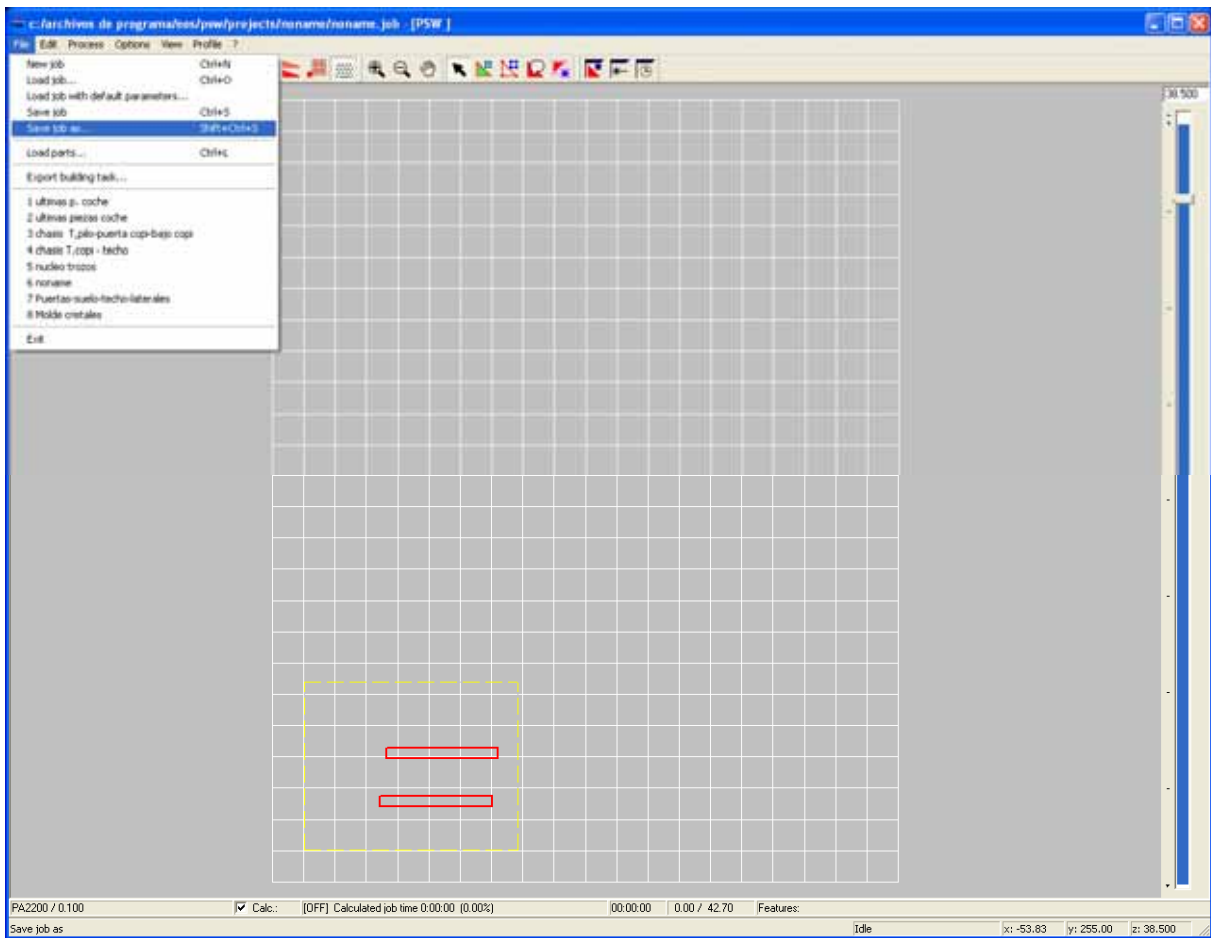 c:/archivos de programa/eos/psw/projects/noname/noname.job - [PSW ]
File Edit Process Options View Profile ?
New job Ctrl+N
Load job... Ctrl+O
Load job with default parameters...
Save job Ctrl+S
Save job as... Shift+Ctrl+S
Load parts... Ctrl+L
Export building task...
1 ultimas p. coche
2 ultimas piezas coche
3 chasis T,pilo-puerta copi-bajo copi
4 chasis T,copi - techo
5 nucleo trozos
6 noname
7 Puertas-suelo-techo-laterales
8 Molde cristales
Exit
38.500
PA2200 / 0.100 Calc.: [OFF] Calculated job time 0:00:00 (0.00%) 00:00:00 0.00 / 42.70 Features:
Save job as Idle x: -53.83 y: 255.00 z: 38.500